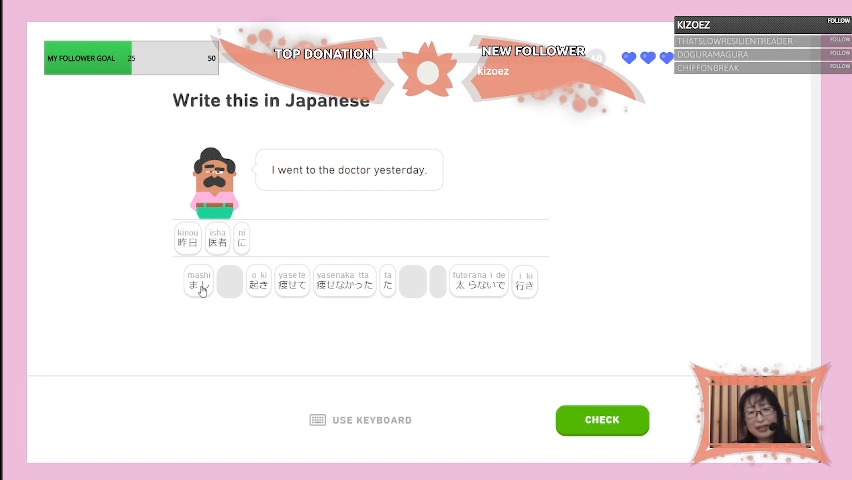 KIZOEZ FOLLOW
THATSLOWRESILIENTREADER FOLLOW
DOGURAMAGURA FOLLOW
CHIFFONBREAK FOLLOW
MY FOLLOWER GOAL 25 50
TOP DONATION
NEW FOLLOWER
kizoez
Write this in Japanese
I went to the doctor yesterday.
kinou isha ni
昨日 医者 に
mashi o ki yasete yasenaka tta ta futorana i de i ki
まし 起き 痩せて 痩せなかった た 太らないで 行き
USE KEYBOARD
CHECK